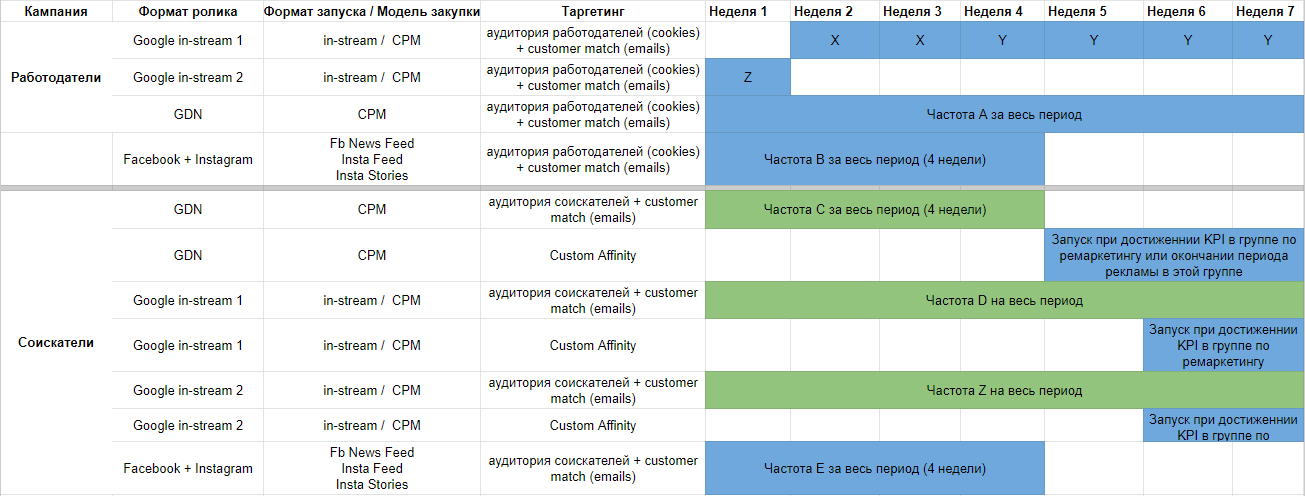 Кампания Формат ролика Формат запуска / Модель закупки Таргетинг Неделя 1 Неделя 2 Неделя 3 Неделя 4 Неделя 5 Неделя 6 Неделя 7
Работодатели
Google in-stream 1 in-stream / CPM
аудитория работодателей (cookies)
+ customer match (emails)
X X Y Y Y Y
Google in-stream 2 in-stream / CPM
аудитория работодателей (cookies)
+ customer match (emails)
Z
GDN CPM
аудитория работодателей (cookies)
+ customer match (emails)
Частота A за весь период
Facebook + Instagram
Fb News Feed
Insta Feed
Insta Stories
аудитория работодателей (cookies)
+ customer match (emails)
Частота B за весь период (4 недели)
Соискатели
GDN CPM
аудитория соискателей + customer
match (emails)
Частота C за весь период (4 недели)
GDN CPM Custom Affinity
Запуск при достижении KPI в группе по
ремаркетингу или окончании периода
рекламы в этой группе
Google in-stream 1 in-stream / CPM
аудитория соискателей + customer
match (emails)
Частота D на весь период
Google in-stream 1 in-stream / CPM Custom Affinity
Запуск при достижении
KPI в группе по
ремаркетингу
Google in-stream 2 in-stream / CPM
аудитория соискателей + customer
match (emails)
Частота Z на весь период
Google in-stream 2 in-stream / CPM Custom Affinity
Запуск при достижении
KPI в группе по
Facebook + Instagram
Fb News Feed
Insta Feed
Insta Stories
аудитория соискателей + customer
match (emails)
Частота E за весь период (4 недели)